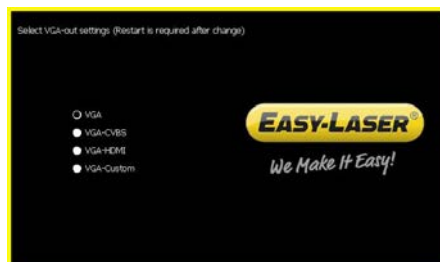 Select VGA-out settings (Restart is required after change)
VGA
VGA-CVBS
VGA-HDMI
VGA-Custom
EASY-LASER®
We Make It Easy!